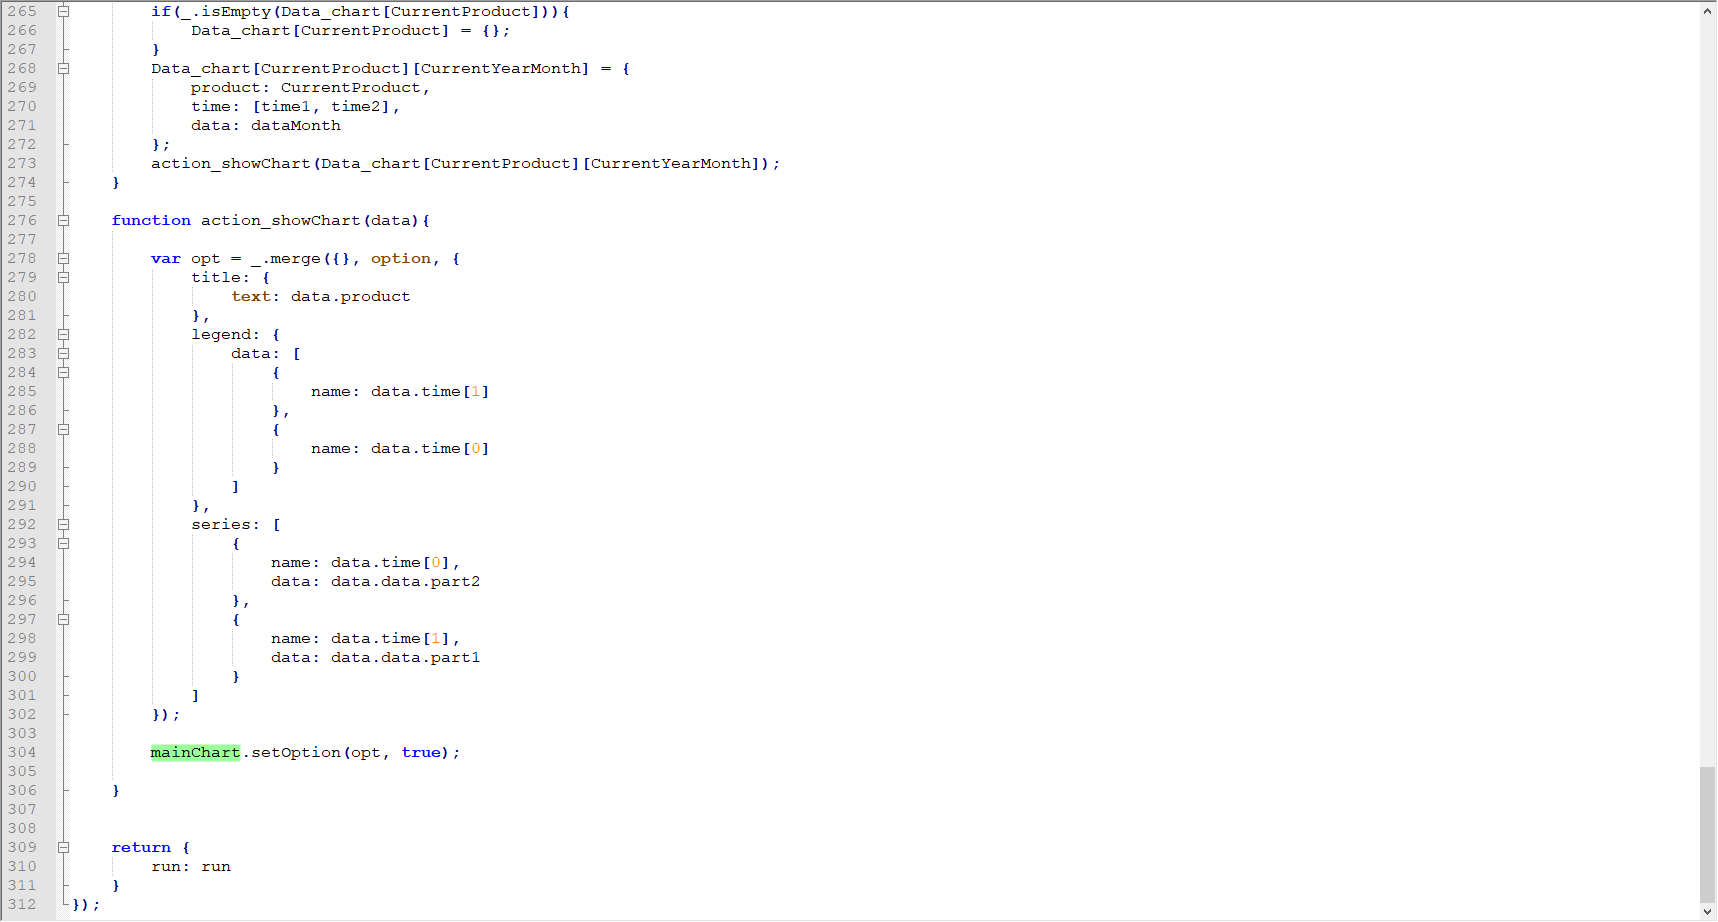 265 if(_.isEmpty(Data_chart[CurrentProduct])){
266 Data_chart[CurrentProduct] = {};
267 }
268 Data_chart[CurrentProduct][CurrentYearMonth] = {
269 product: CurrentProduct,
270 time: [time1, time2],
271 data: dataMonth
272 };
273 action_showChart(Data_chart[CurrentProduct][CurrentYearMonth]);
274 }
275
276 function action_showChart(data){
277
278 var opt = _.merge({}, option, {
279 title: {
280 text: data.product
281 },
282 legend: {
283 data: [
284 {
285 name: data.time[1]
286 },
287 {
288 name: data.time[0]
289 }
290 ]
291 },
292 series: [
293 {
294 name: data.time[0],
295 data: data.data.part2
296 },
297 {
298 name: data.time[1],
299 data: data.data.part1
300 }
301 ]
302 });
303
304 mainChart.setOption(opt, true);
305
306 }
307
308
309 return {
310 run: run
311 }
312 });